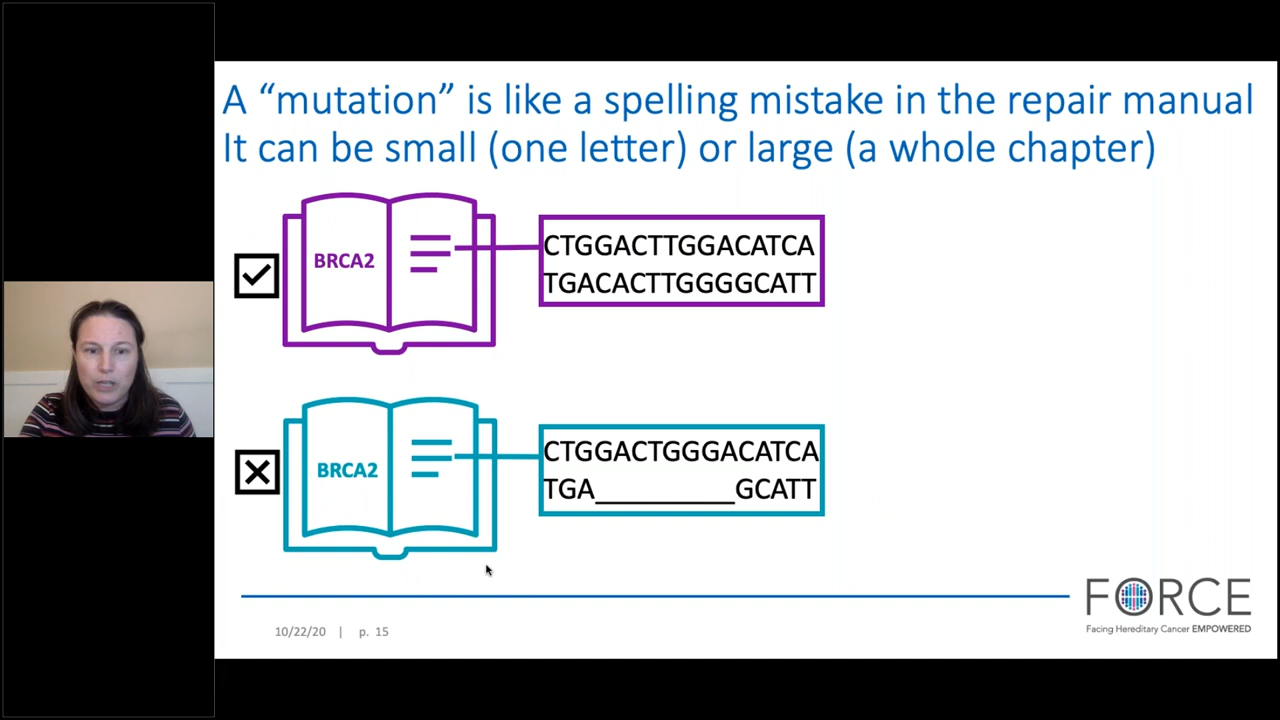 A “mutation” is like a spelling mistake in the repair manual
It can be small (one letter) or large (a whole chapter)
BRCA2
CTGGACTTGGACATCA
TGACACTTGGGGCATT
BRCA2
CTGGACTGGGACATCA
TGA__________GCATT
10/22/20 | p. 15
FORCE
Facing Hereditary Cancer EMPOWERED